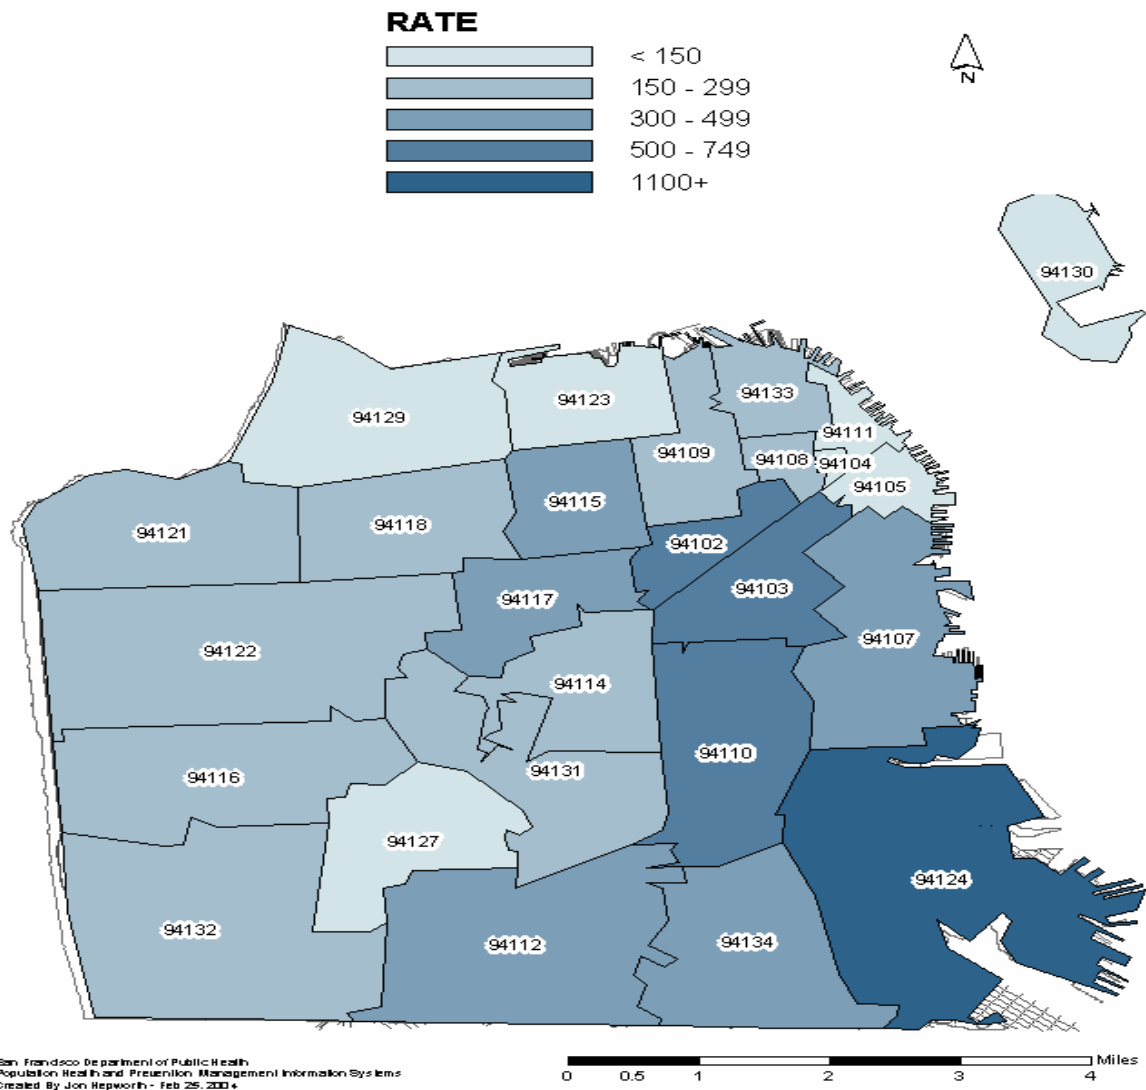 RATE
< 150
150 - 299
300 - 499
500 - 749
1100+
N
94130
94123
94133
94129
94111
94109
94108
94104
94105
94115
94118
94121
94102
94103
94117
94107
94122
94114
94110
94131
94116
94127
94124
94132
94112
94134
San Francisco Department of Public Health
Population Health and Prevention Management Information Systems
Created By Jon Hepworth - Feb 25, 2004
Miles
0 0.5 1 2 3 4